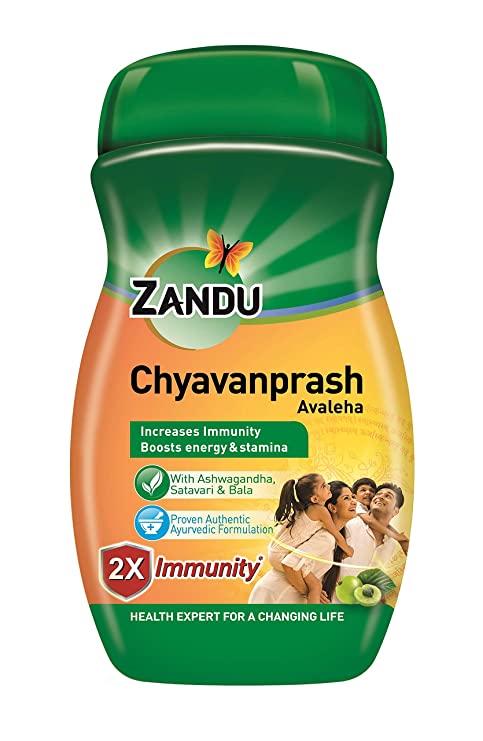 ZANDU
Chyavanprash
Avaleha
Increases Immunity
Boosts energy & stamina
With Ashwagandha,
Satavari & Bala
Proven Authentic
Ayurvedic Formulation
2X Immunity*
HEALTH EXPERT FOR A CHANGING LIFE